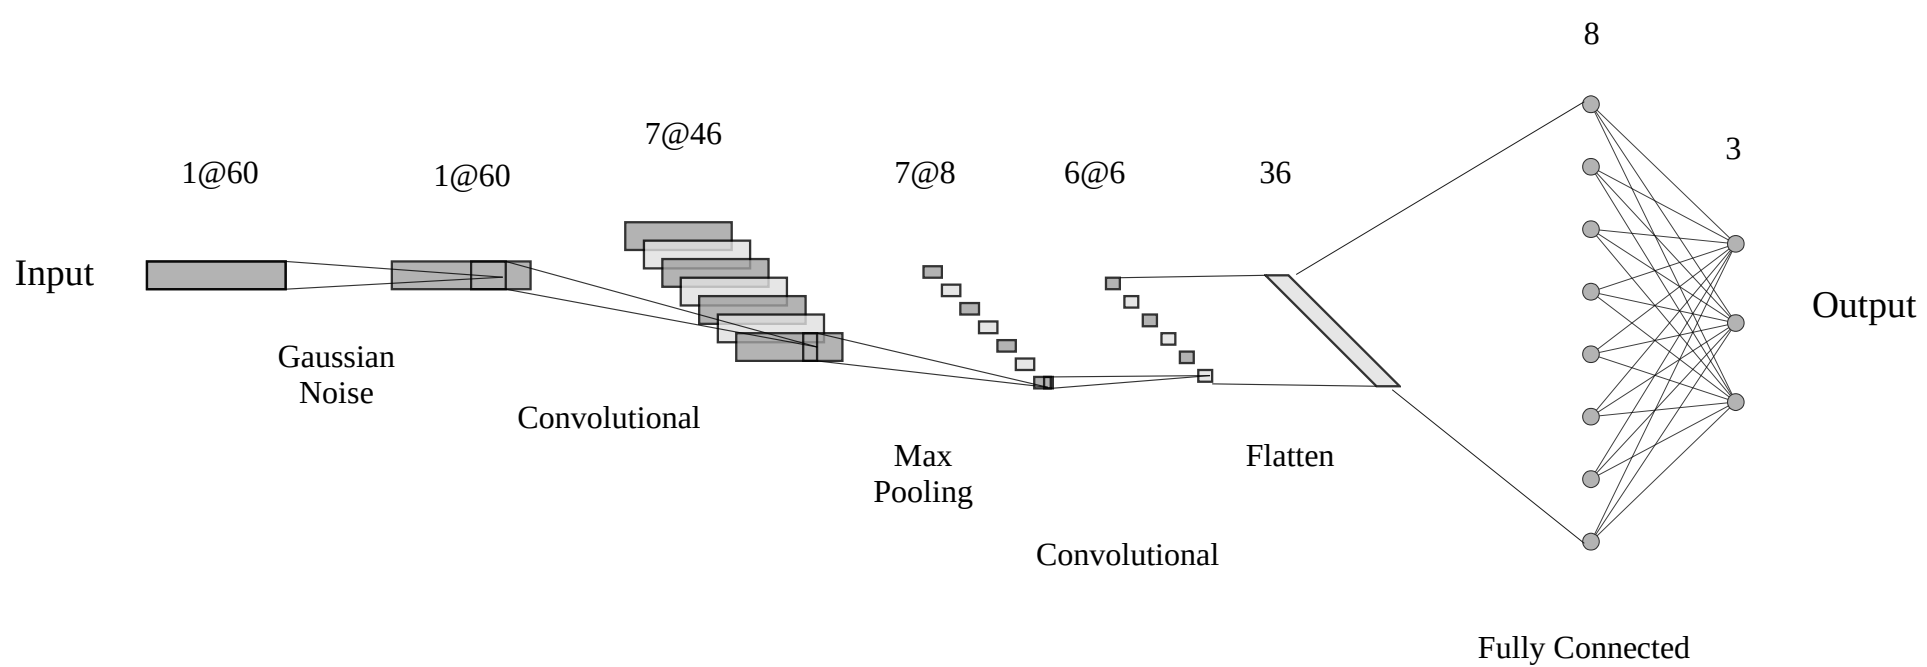 8
7@46
3
1@60
1@60
7@8
6@6
36
Input
Output
Gaussian
Noise
Convolutional
Max
Pooling
Flatten
Convolutional
Fully Connected